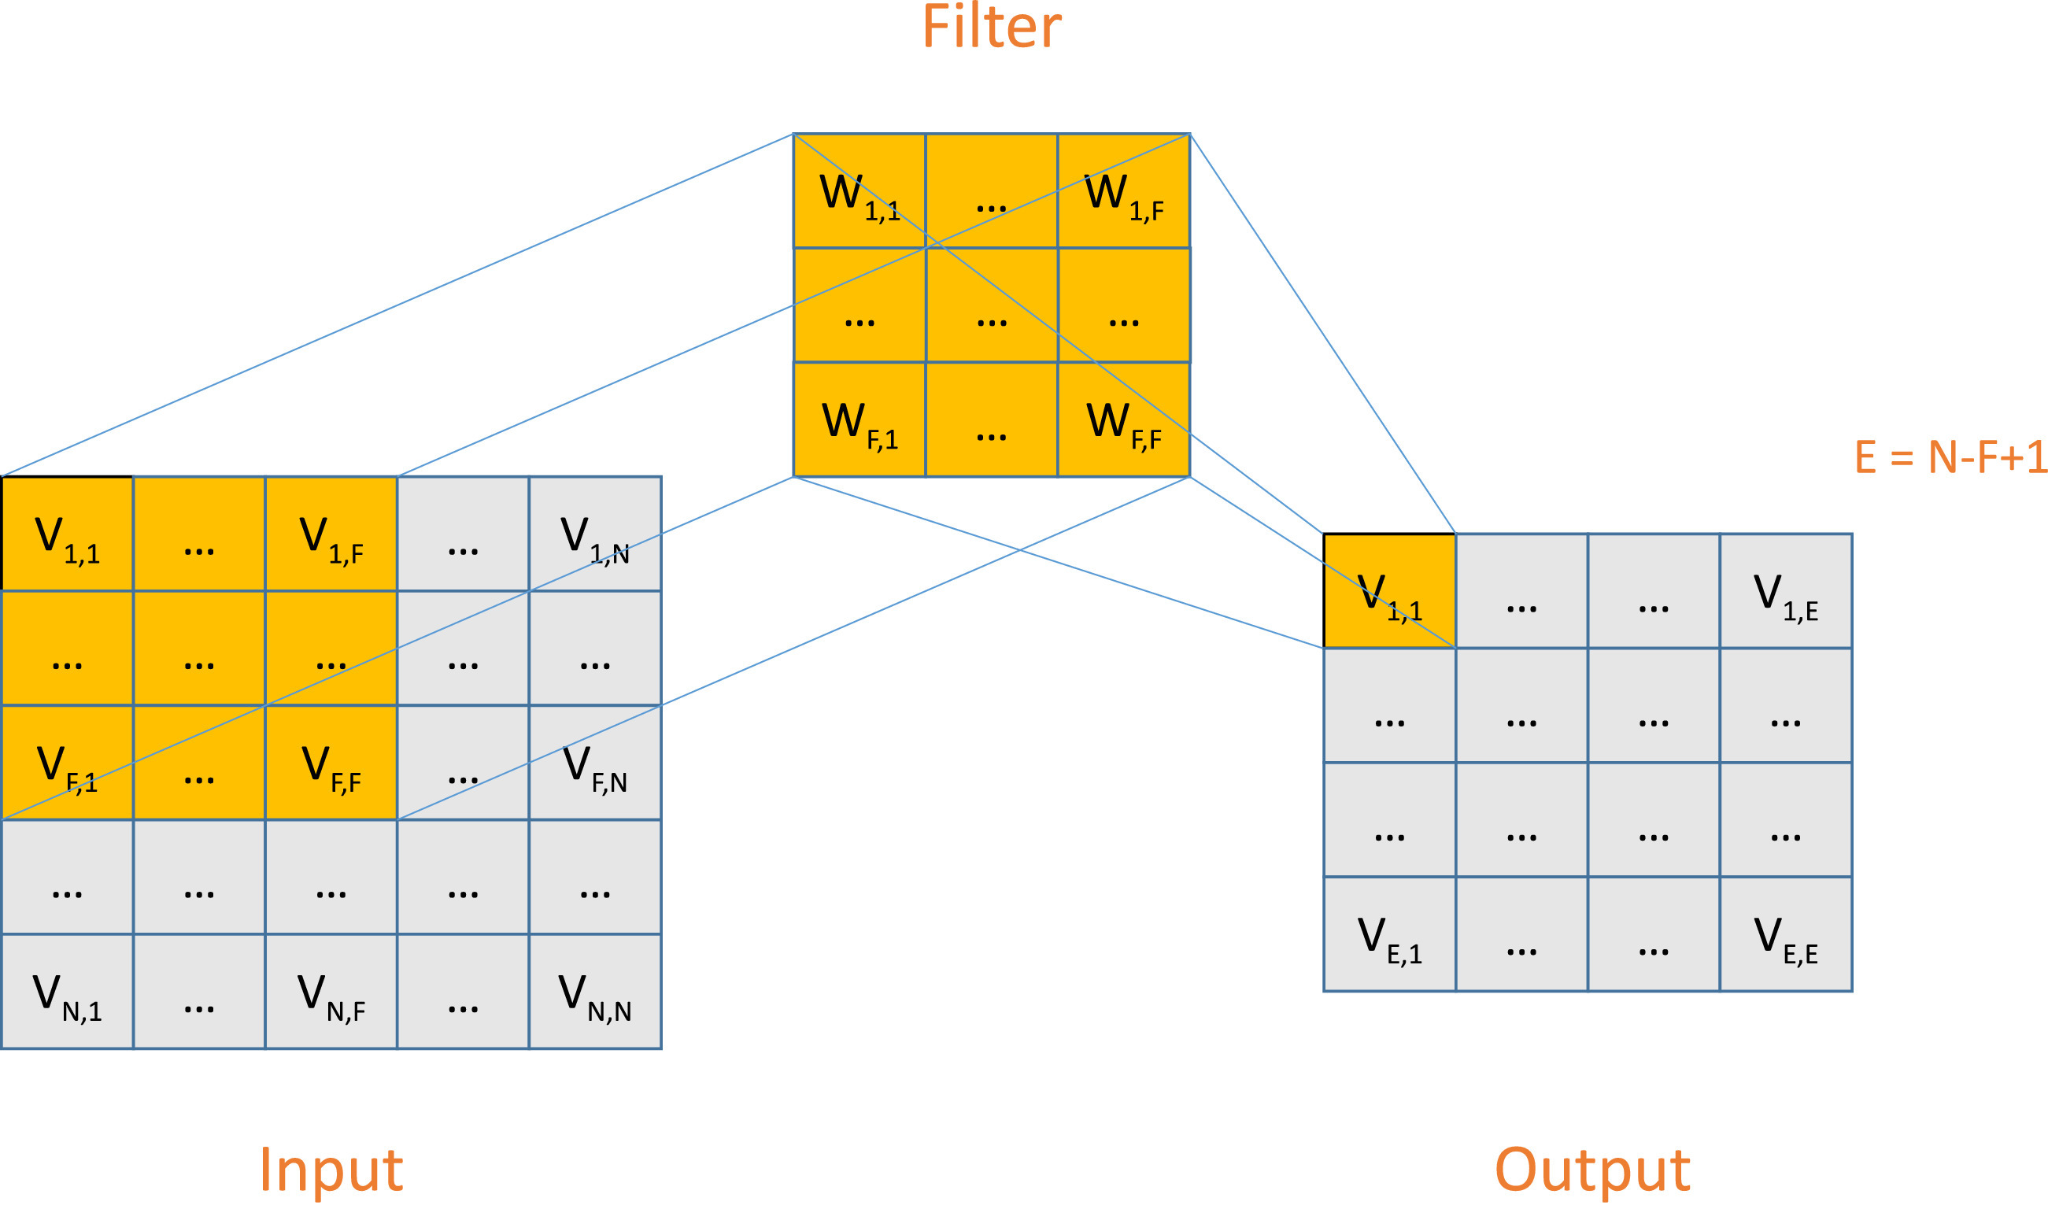 Filter
W1,1 ... W1,F
... ... ...
WF,1 ... WF,F
E = N-F+1
V1,1 ... V1,F ... V1,N
... ... ... ... ...
VF,1 ... VF,F ... VF,N
... ... ... ... ...
VN,1 ... VN,F ... VN,N
V1,1 ... ... V1,E
... ... ... ...
... ... ... ...
VE,1 ... ... VE,E
Input
Output